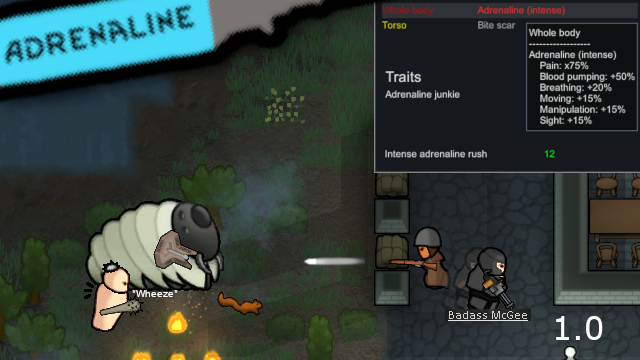 ADRENALINE
Whole body Adrenaline (intense)
Torso Bite scar
Whole body
------------------
Adrenaline (intense)
Pain: x75%
Blood pumping: +50%
Breathing: +20%
Moving: +15%
Manipulation: +15%
Sight: +15%
Traits
Adrenaline junkie
Intense adrenaline rush 12
*Wheeze*
Badass McGee
1.0